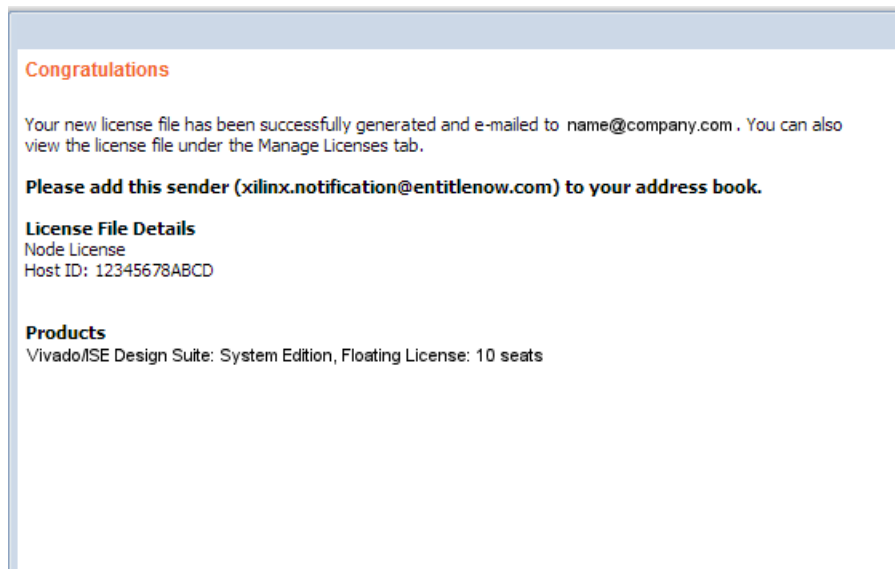 Congratulations
Your new license file has been successfully generated and e-mailed to name@company.com . You can also
view the license file under the Manage Licenses tab.
Please add this sender (xilinx.notification@entitlenow.com) to your address book.
License File Details
Node License
Host ID: 12345678ABCD
Products
Vivado/ISE Design Suite: System Edition, Floating License: 10 seats